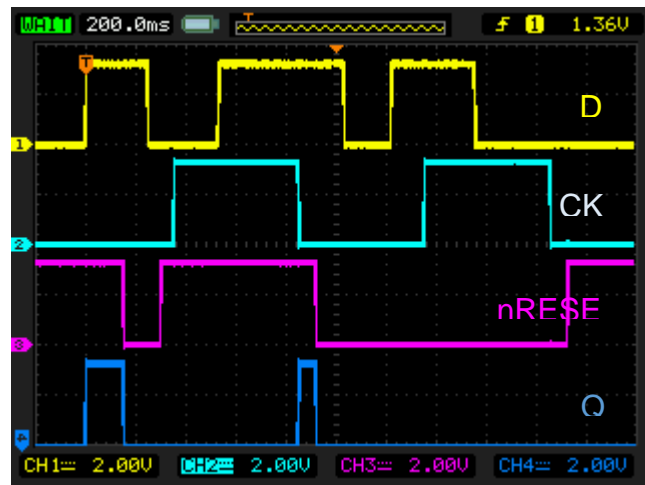 WAIT 200.0ms T 1 1.36V
T
D
1
CK
2
nRESE
3
Q
4
CH1 2.00V CH2 2.00V CH3 2.00V CH4 2.00V